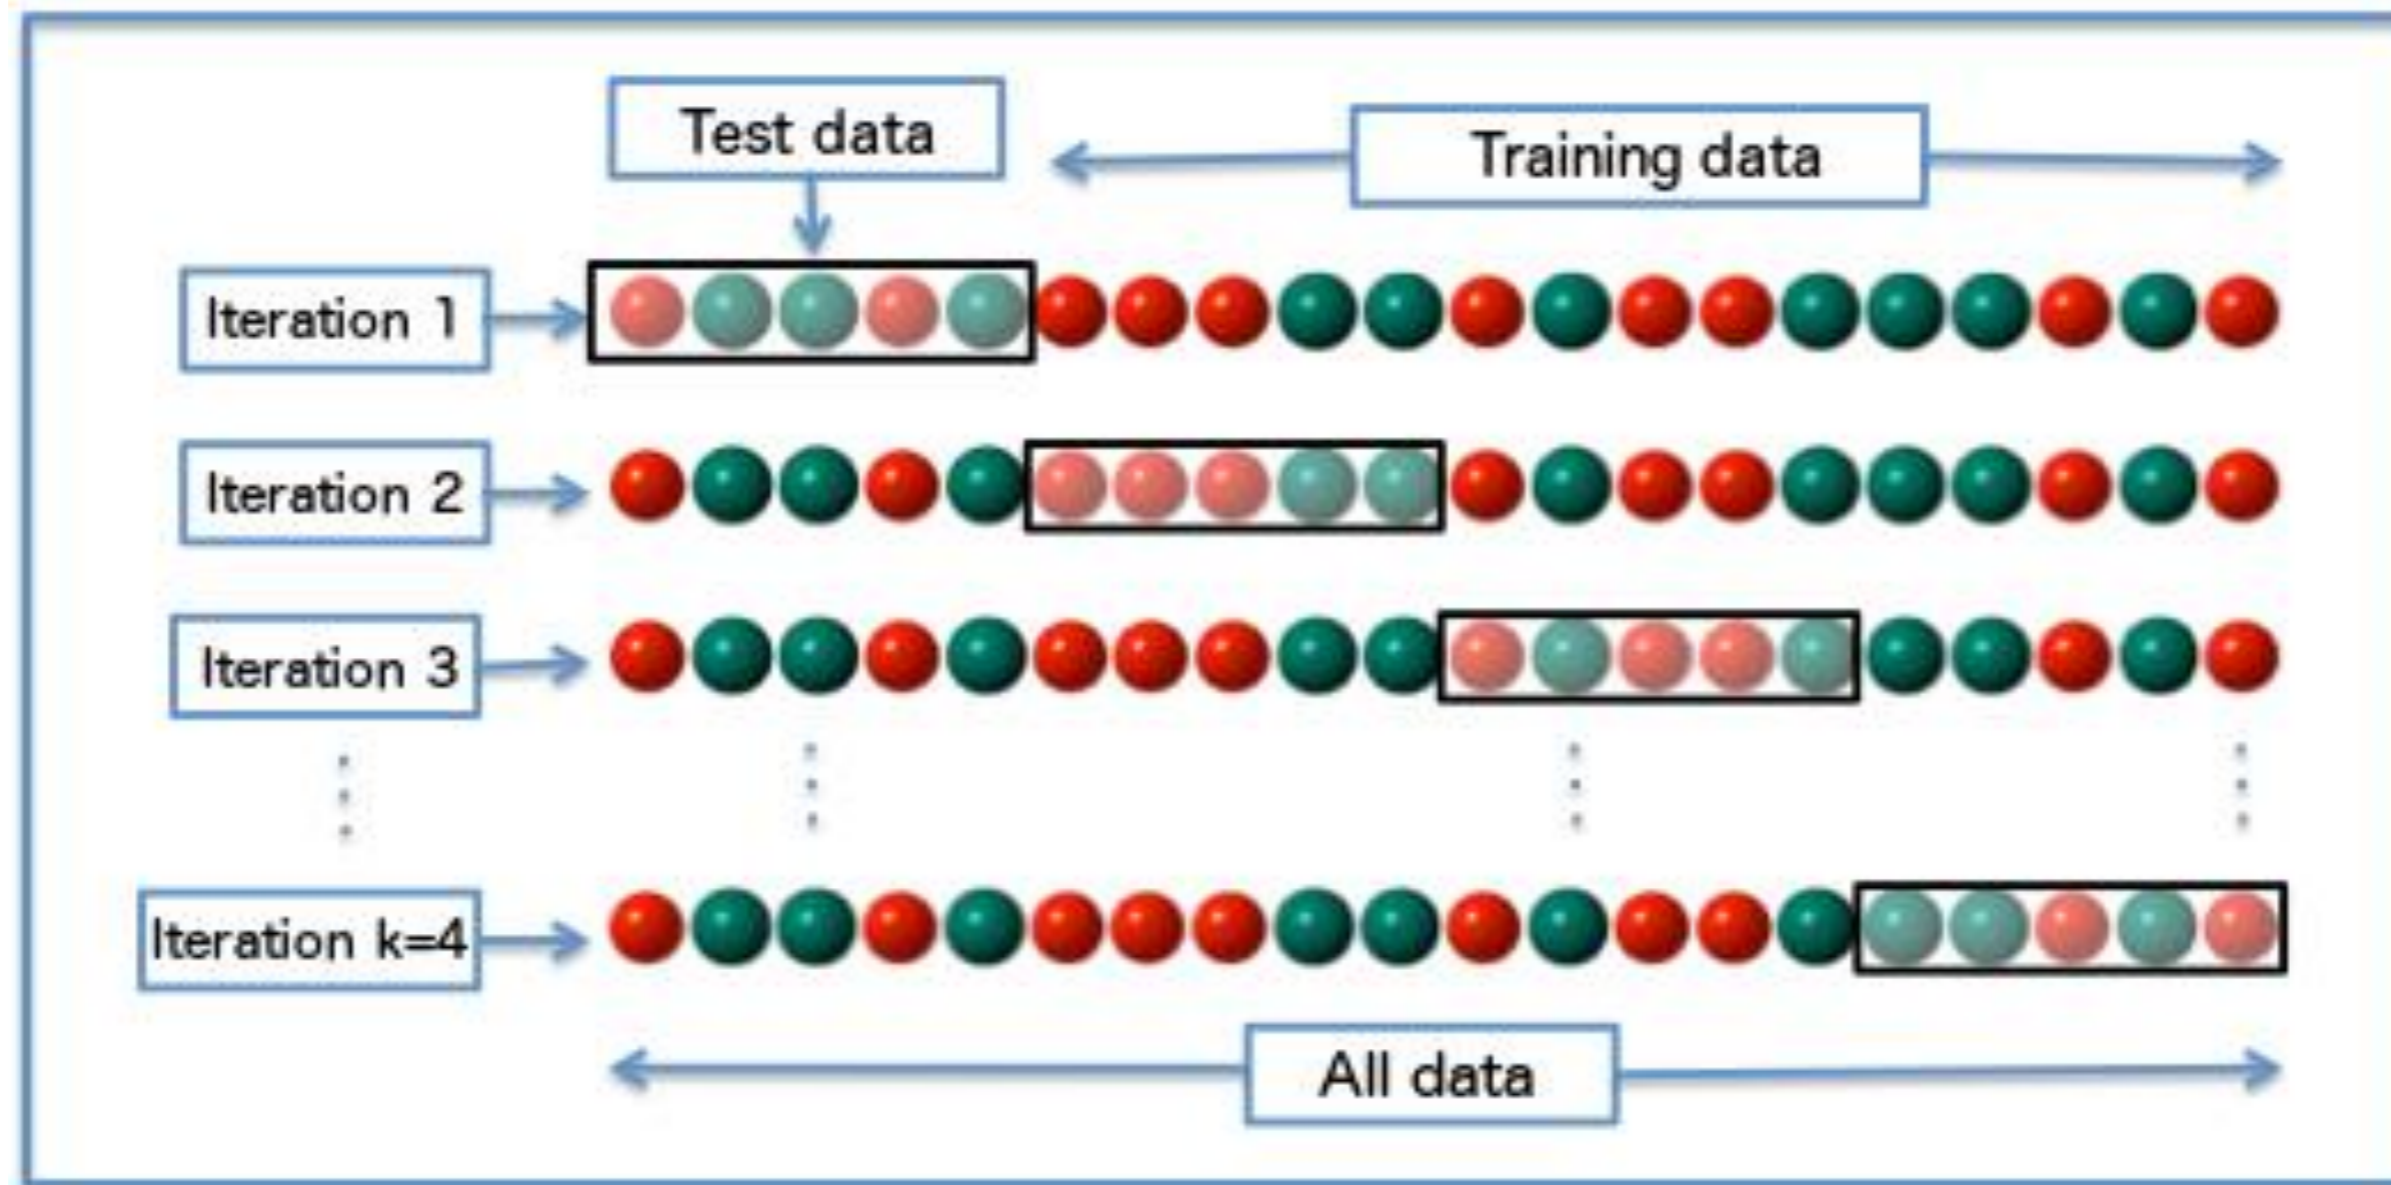 Test data
Training data
Iteration 1
Iteration 2
Iteration 3
Iteration k=4
All data